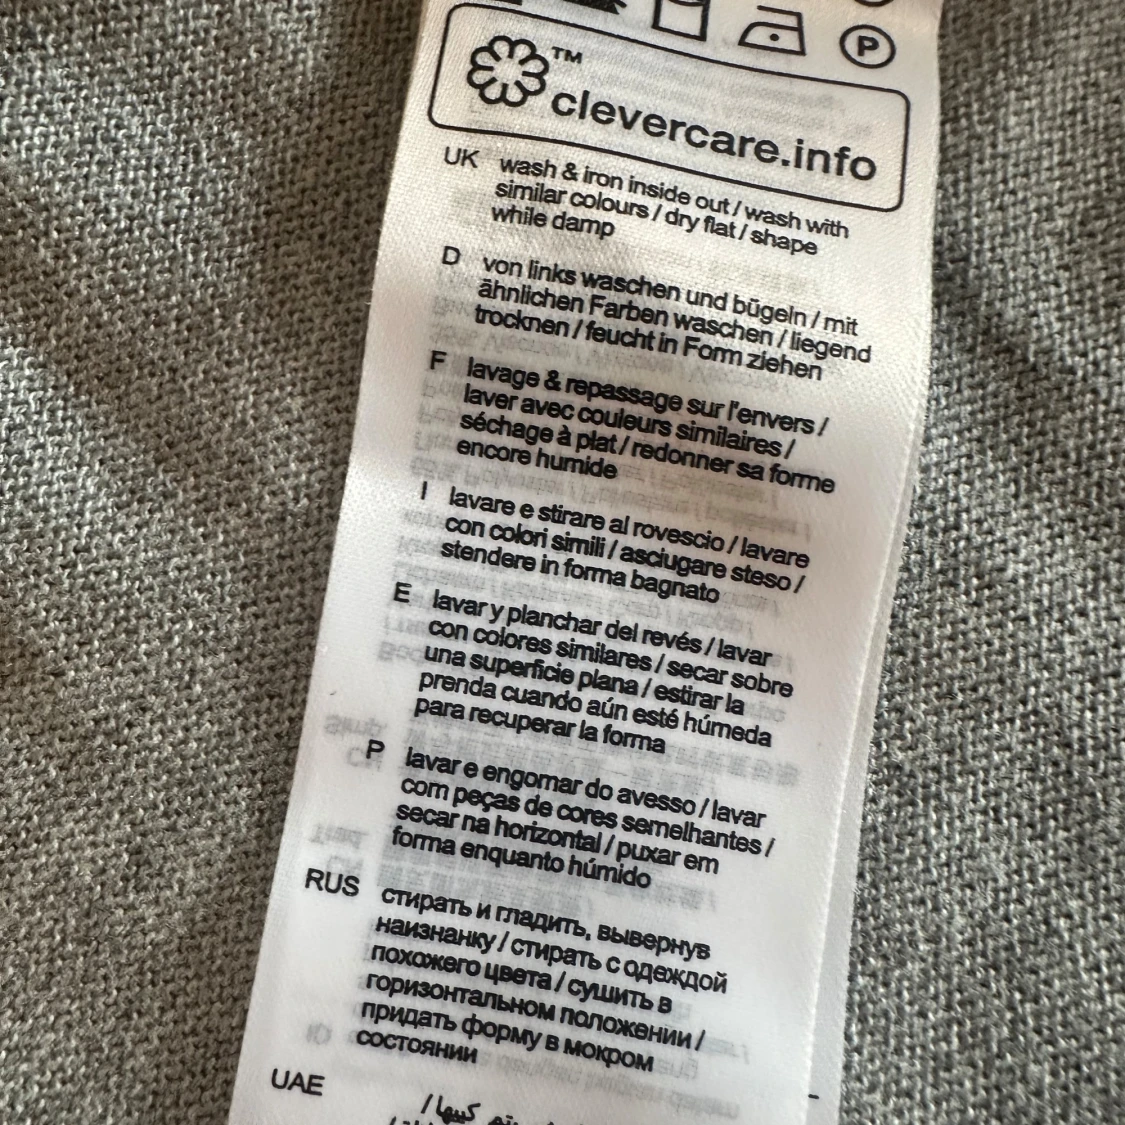 P
™
clevercare.info
UK wash & iron inside out / wash with
similar colours / dry flat / shape
while damp
D von links waschen und bügeln / mit
ähnlichen Farben waschen / liegend
trocknen / feucht in Form ziehen
F lavage & repassage sur l'envers /
laver avec couleurs similaires /
séchage à plat / redonner sa forme
encore humide
I lavare e stirare al rovescio / lavare
con colori simili / asciugare steso /
stendere in forma bagnato
E lavar y planchar del revés / lavar
con colores similares / secar sobre
una superficie plana / estirar la
prenda cuando aún esté húmeda
para recuperar la forma
P lavar e engomar do avesso / lavar
com peças de cores semelhantes /
secar na horizontal / puxar em
forma enquanto húmido
RUS стирать и гладить, вывернув
наизнанку / стирать с одеждой
похожего цвета / сушить в
горизонтальном положении /
придать форму в мокром
состоянии
UAE